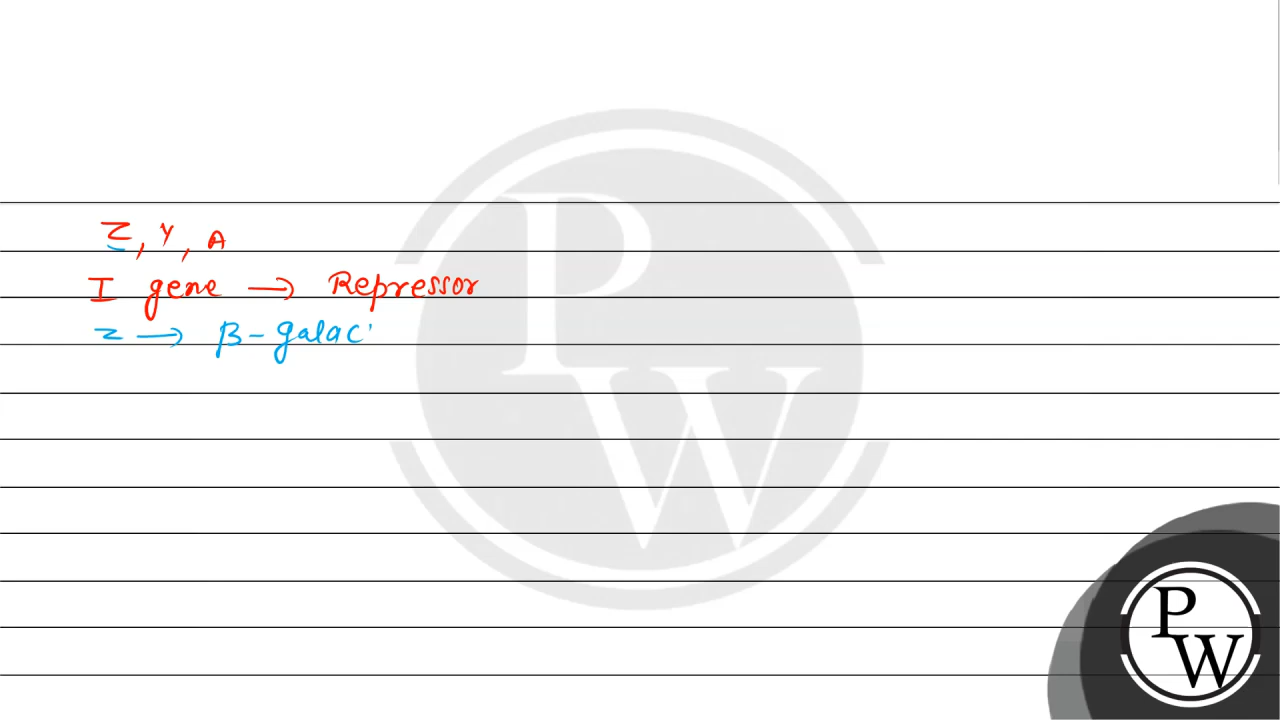 Z, Y, A
I gene → Repressor
z → β-galac
P
W
P
W